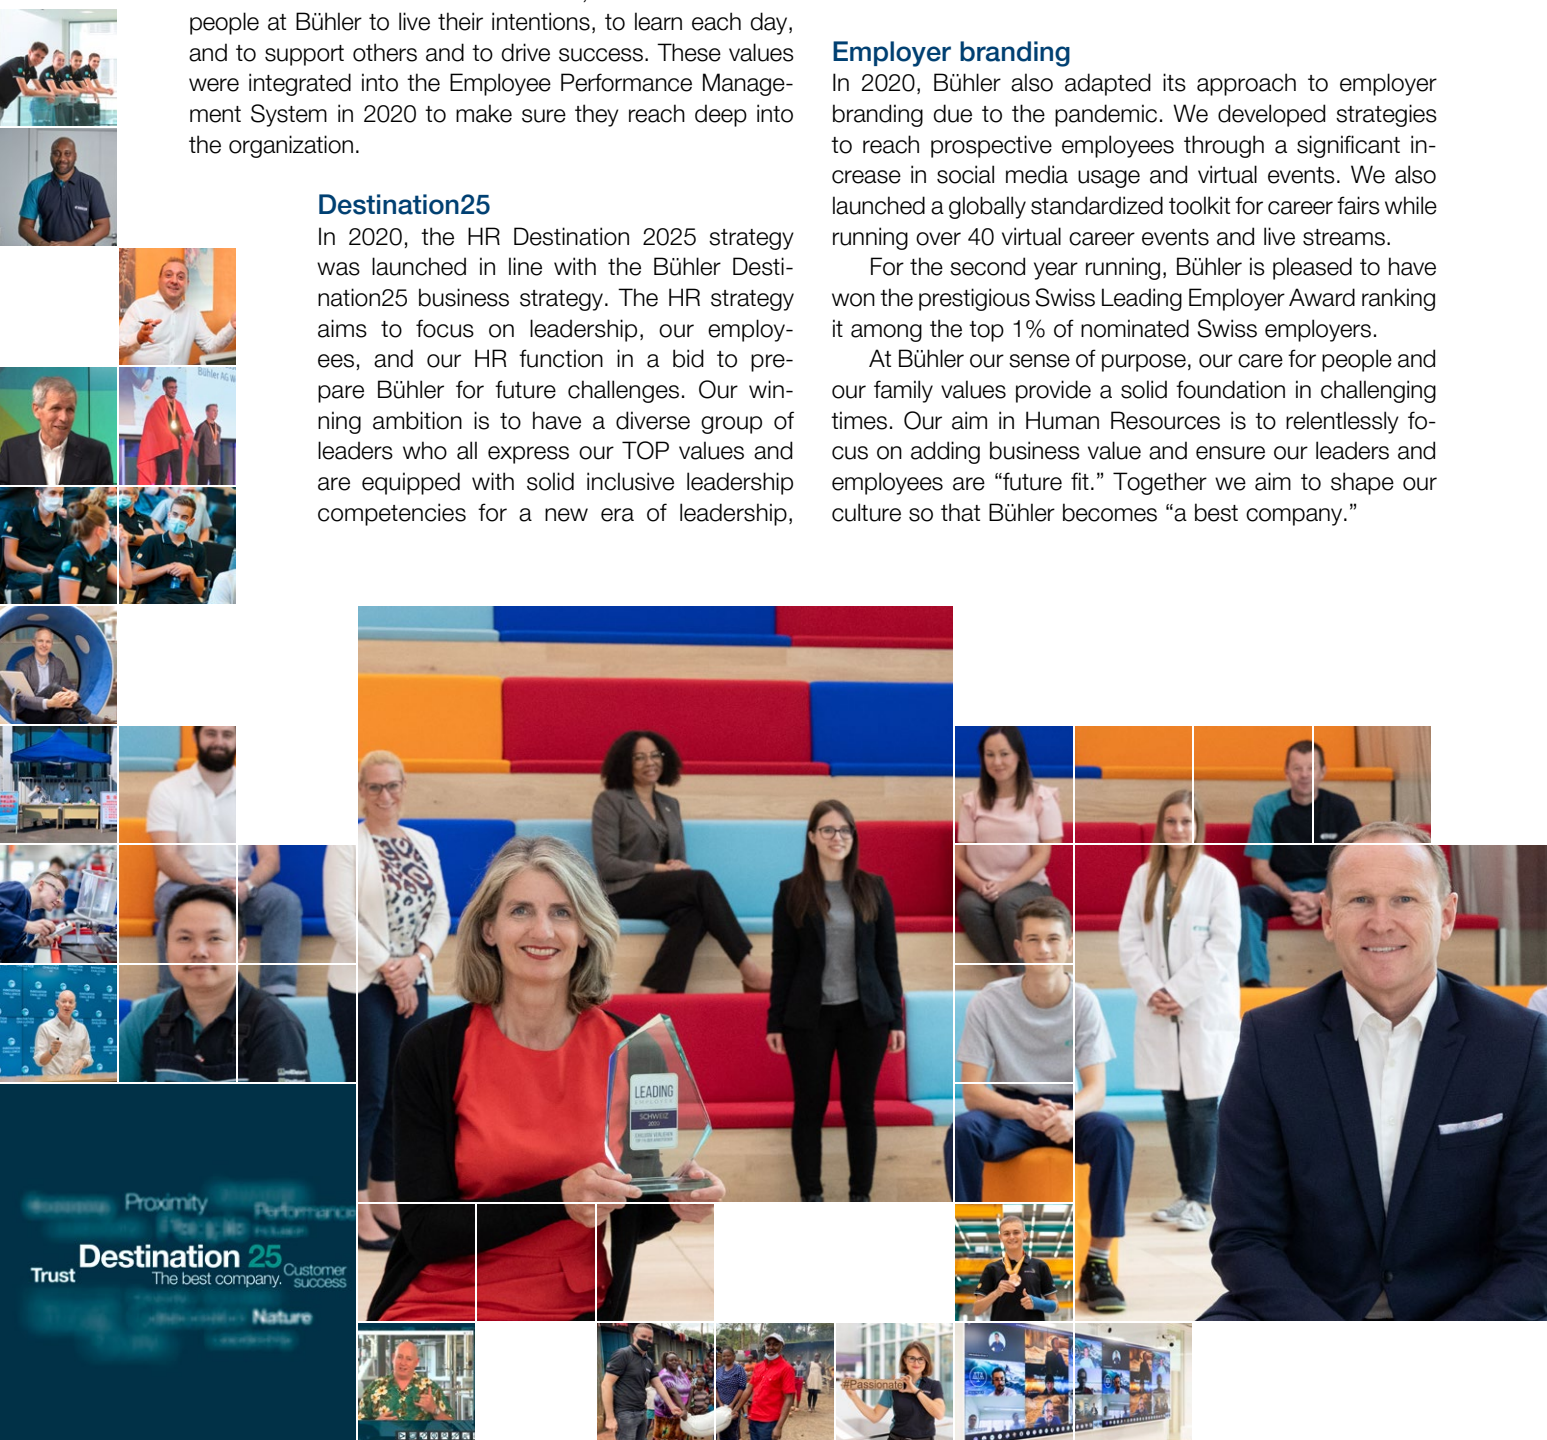 people at Bühler to live their intentions, to learn each day,
and to support others and to drive success. These values
were integrated into the Employee Performance Manage-
ment System in 2020 to make sure they reach deep into
the organization.
Destination25
In 2020, the HR Destination 2025 strategy
was launched in line with the Bühler Desti-
nation25 business strategy. The HR strategy
aims to focus on leadership, our employ-
ees, and our HR function in a bid to pre-
pare Bühler for future challenges. Our win-
ning ambition is to have a diverse group of
leaders who all express our TOP values and
are equipped with solid inclusive leadership
competencies for a new era of leadership,
Employer branding
In 2020, Bühler also adapted its approach to employer
branding due to the pandemic. We developed strategies
to reach prospective employees through a significant in-
crease in social media usage and virtual events. We also
launched a globally standardized toolkit for career fairs while
running over 40 virtual career events and live streams.
For the second year running, Bühler is pleased to have
won the prestigious Swiss Leading Employer Award ranking
it among the top 1% of nominated Swiss employers.
At Bühler our sense of purpose, our care for people and
our family values provide a solid foundation in challenging
times. Our aim in Human Resources is to relentlessly fo-
cus on adding business value and ensure our leaders and
employees are “future fit.” Together we aim to shape our
culture so that Bühler becomes “a best company.”
Bühler AG
LEADING
EMPLOYER
SCHWEIZ
2020
Proximity
Performance
People
Inclusion
Destination 25
Trust
The best company.
Customer
success
Nature
#Passionate